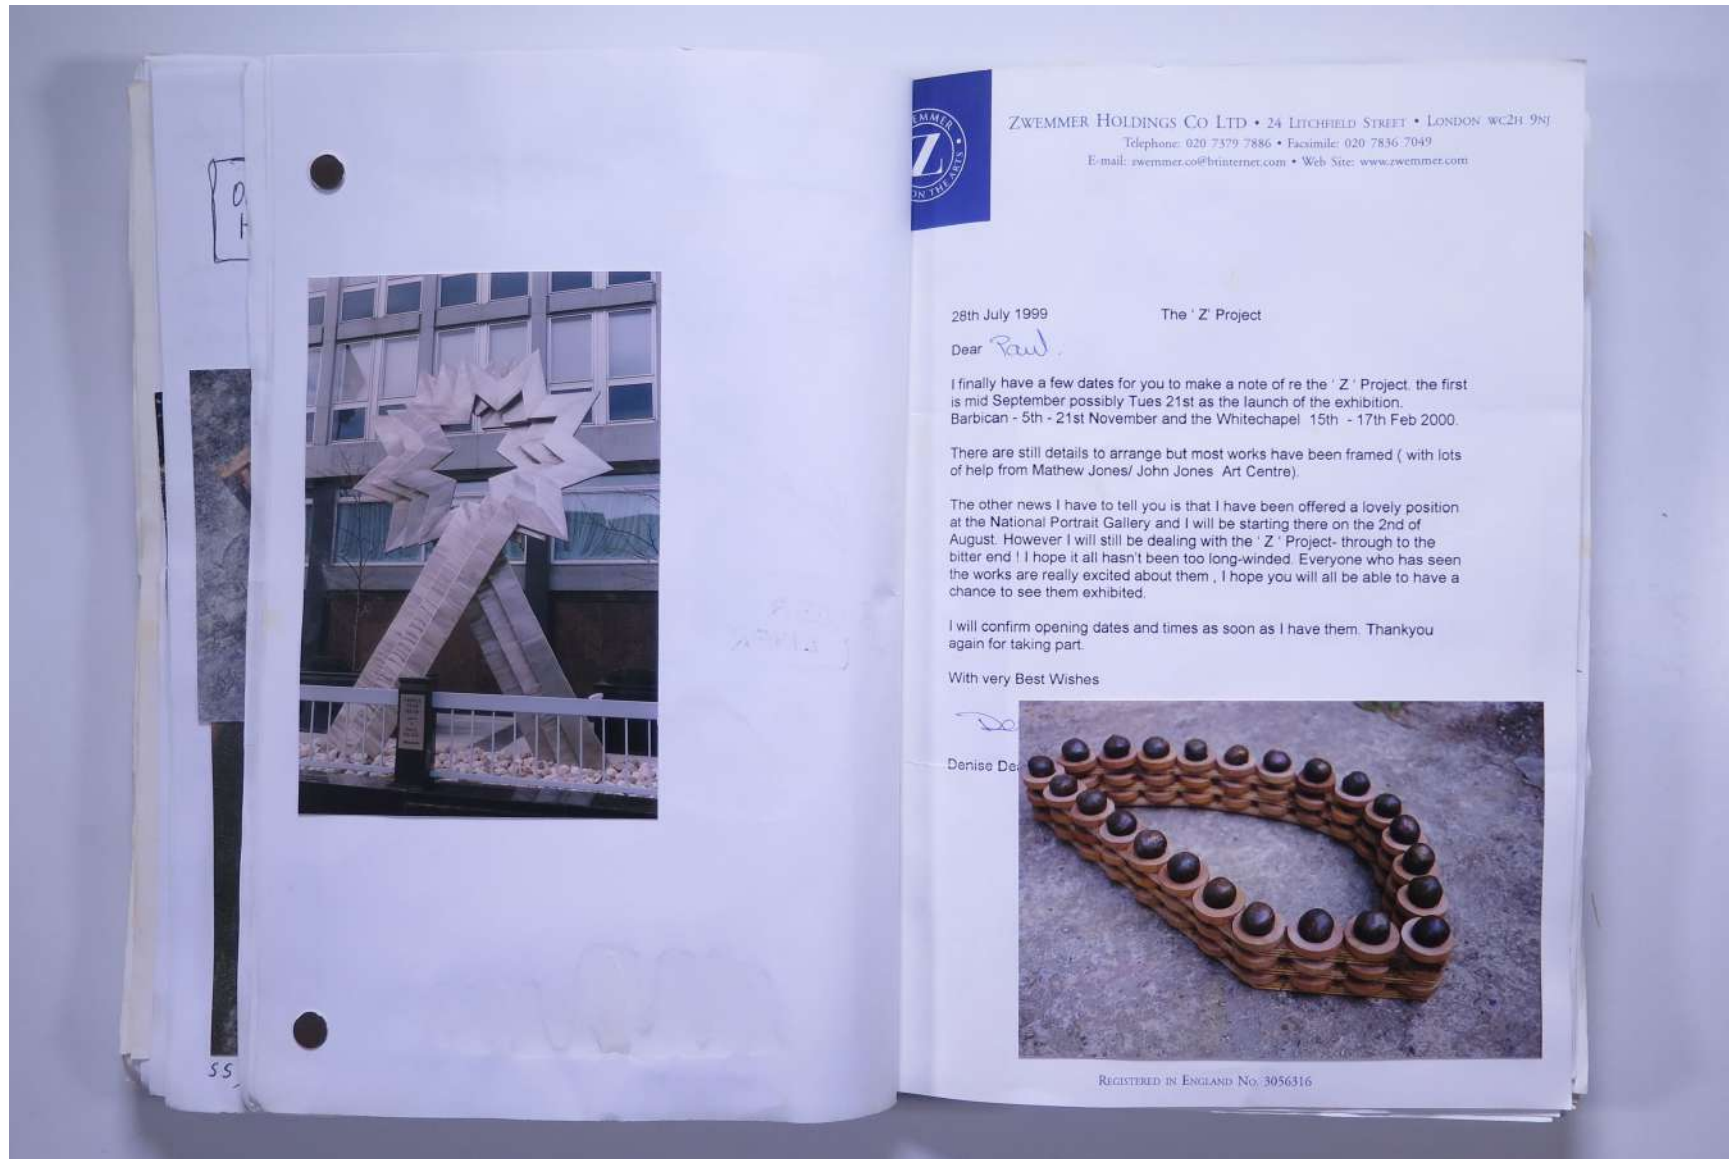 O
H
SS,
EMMER
Z
ON THE ARTS
ZWEMMER HOLDINGS CO LTD • 24 LITCHFIELD STREET • LONDON WC2H 9NJ
Telephone: 020 7379 7886 • Facsimile: 020 7836 7049
E-mail: zwemmer.co@btinternet.com • Web Site: www.zwemmer.com
28th July 1999 The ' Z' Project
Dear Paul.
I finally have a few dates for you to make a note of re the ' Z ' Project. the first
is mid September possibly Tues 21st as the launch of the exhibition.
Barbican - 5th - 21st November and the Whitechapel 15th - 17th Feb 2000.
There are still details to arrange but most works have been framed ( with lots
of help from Mathew Jones/ John Jones Art Centre).
The other news I have to tell you is that I have been offered a lovely position
at the National Portrait Gallery and I will be starting there on the 2nd of
August. However I will still be dealing with the ' Z ' Project- through to the
bitter end ! I hope it all hasn't been too long-winded. Everyone who has seen
the works are really excited about them , I hope you will all be able to have a
chance to see them exhibited.
I will confirm opening dates and times as soon as I have them. Thankyou
again for taking part.
With very Best Wishes
De
Denise De
REGISTERED IN ENGLAND NO. 3056316